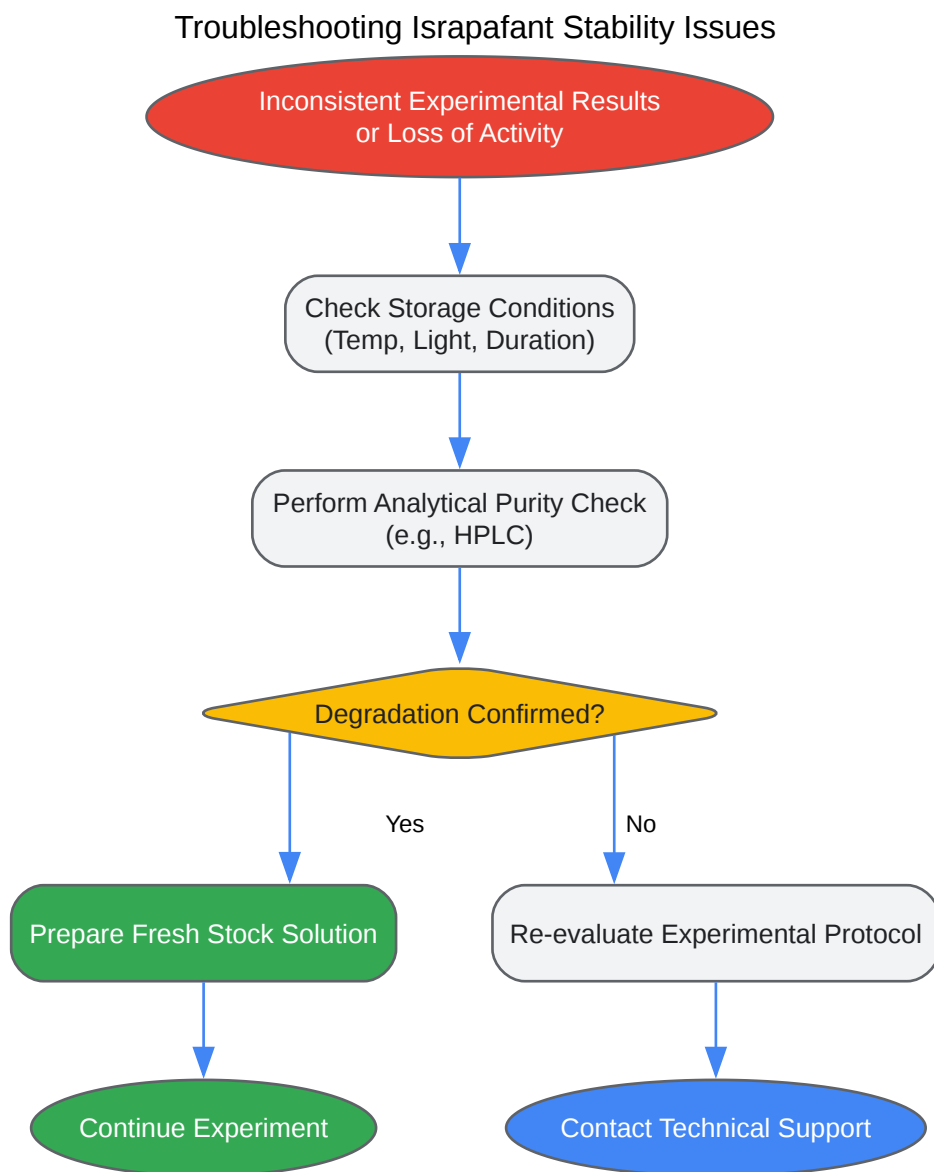 Troubleshooting Israpafant Stability Issues
Inconsistent Experimental Results
or Loss of Activity
Check Storage Conditions
(Temp, Light, Duration)
Perform Analytical Purity Check
(e.g., HPLC)
Degradation Confirmed?
Yes
No
Prepare Fresh Stock Solution
Re-evaluate Experimental Protocol
Continue Experiment
Contact Technical Support